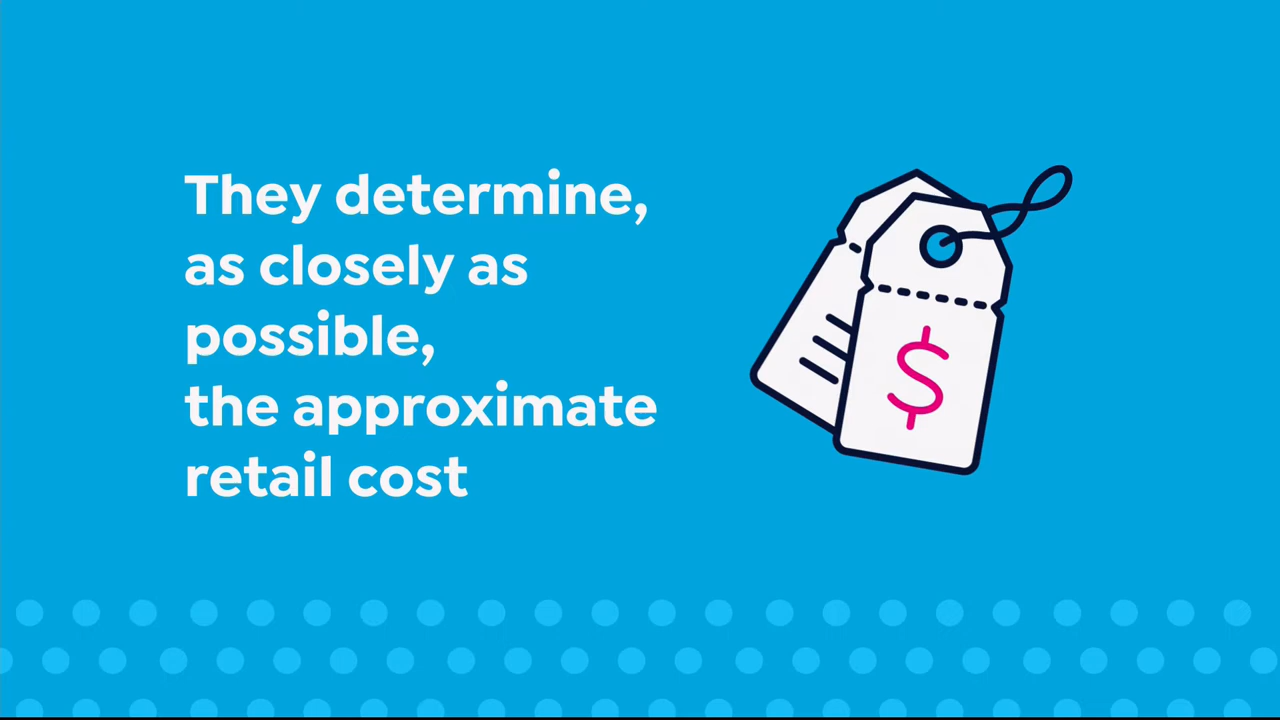 They determine,
as closely as
possible,
the approximate
retail cost
$